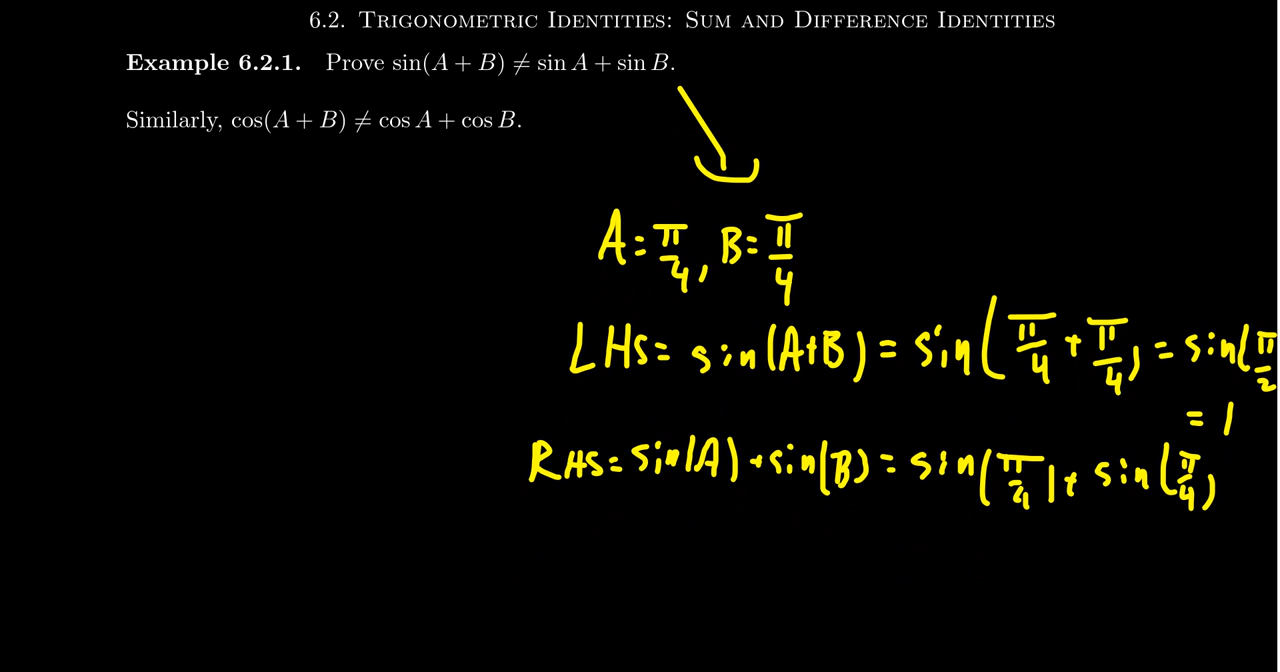 6.2. TRIGONOMETRIC IDENTITIES: SUM AND DIFFERENCE IDENTITIES
Example 6.2.1. Prove sin(A + B) ≠ sin A + sin B.
Similarly, cos(A + B) ≠ cos A + cos B.
A = π/4, B = π/4
LHS = sin(A+B) = sin(π/4 + π/4) = sin(π/2
= 1
RHS = sin(A) + sin(B) = sin(π/4) + sin(π/4)